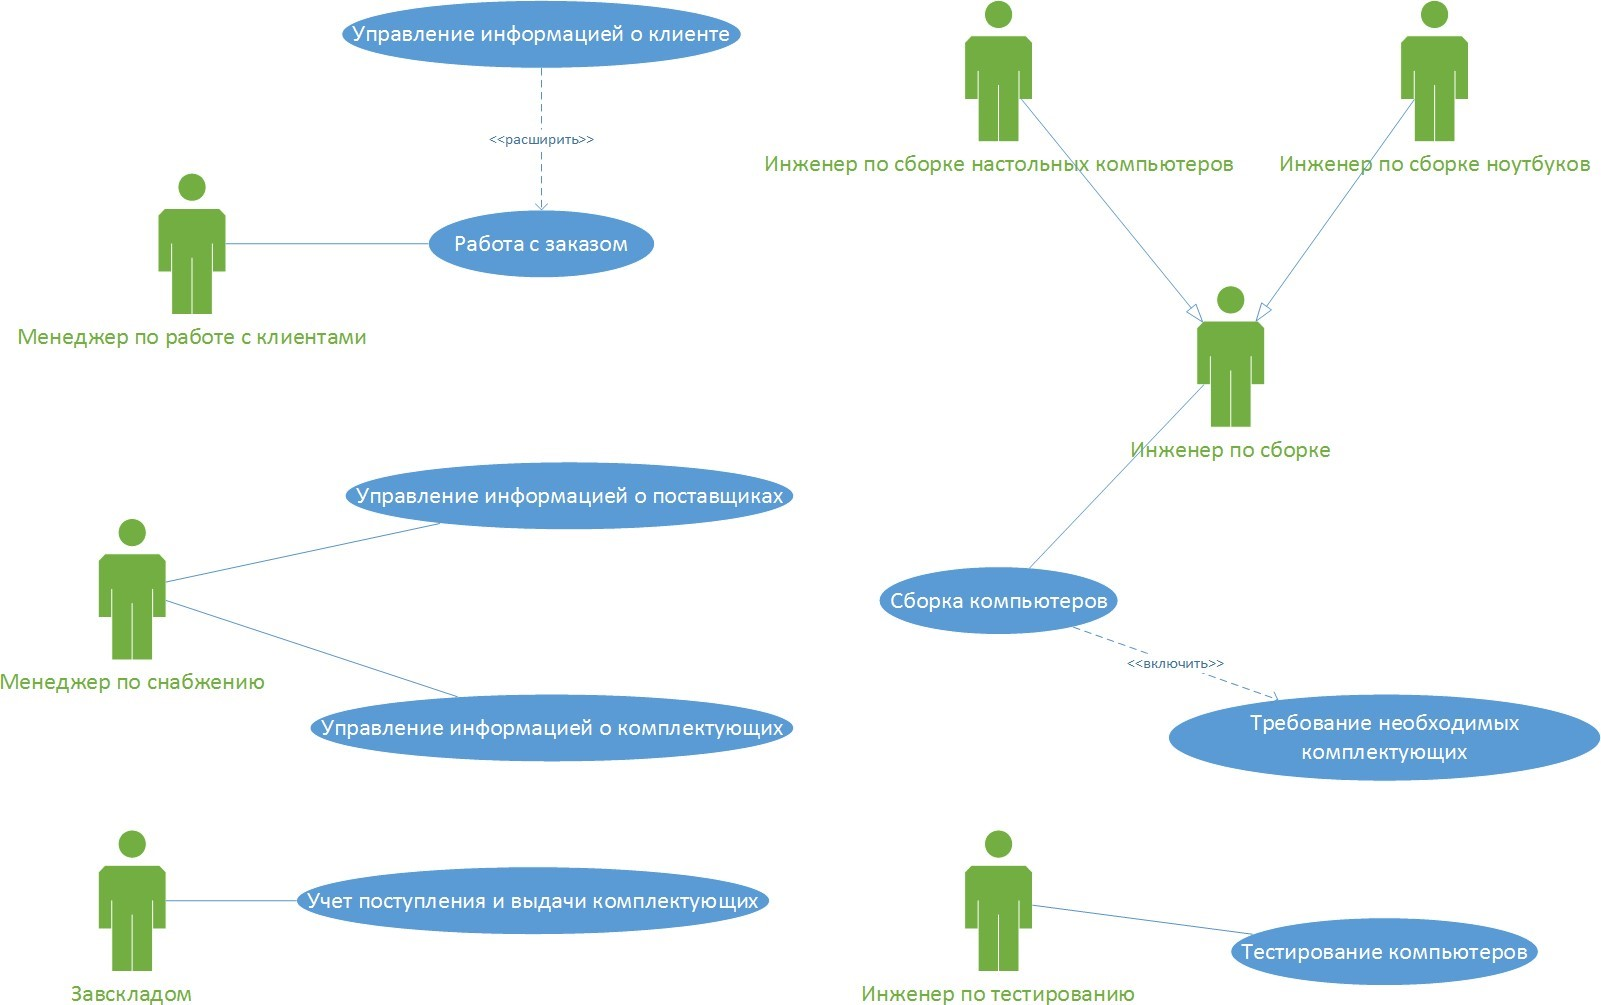 Управление информацией о клиенте
<<расширить>>
Работа с заказом
Менеджер по работе с клиентами
Инженер по сборке настольных компьютеров
Инженер по сборке ноутбуков
Инженер по сборке
Управление информацией о поставщиках
Менеджер по снабжению
Управление информацией о комплектующих
Сборка компьютеров
<<включить>>
Требование необходимых
комплектующих
Учет поступления и выдачи комплектующих
Завскладом
Тестирование компьютеров
Инженер по тестированию